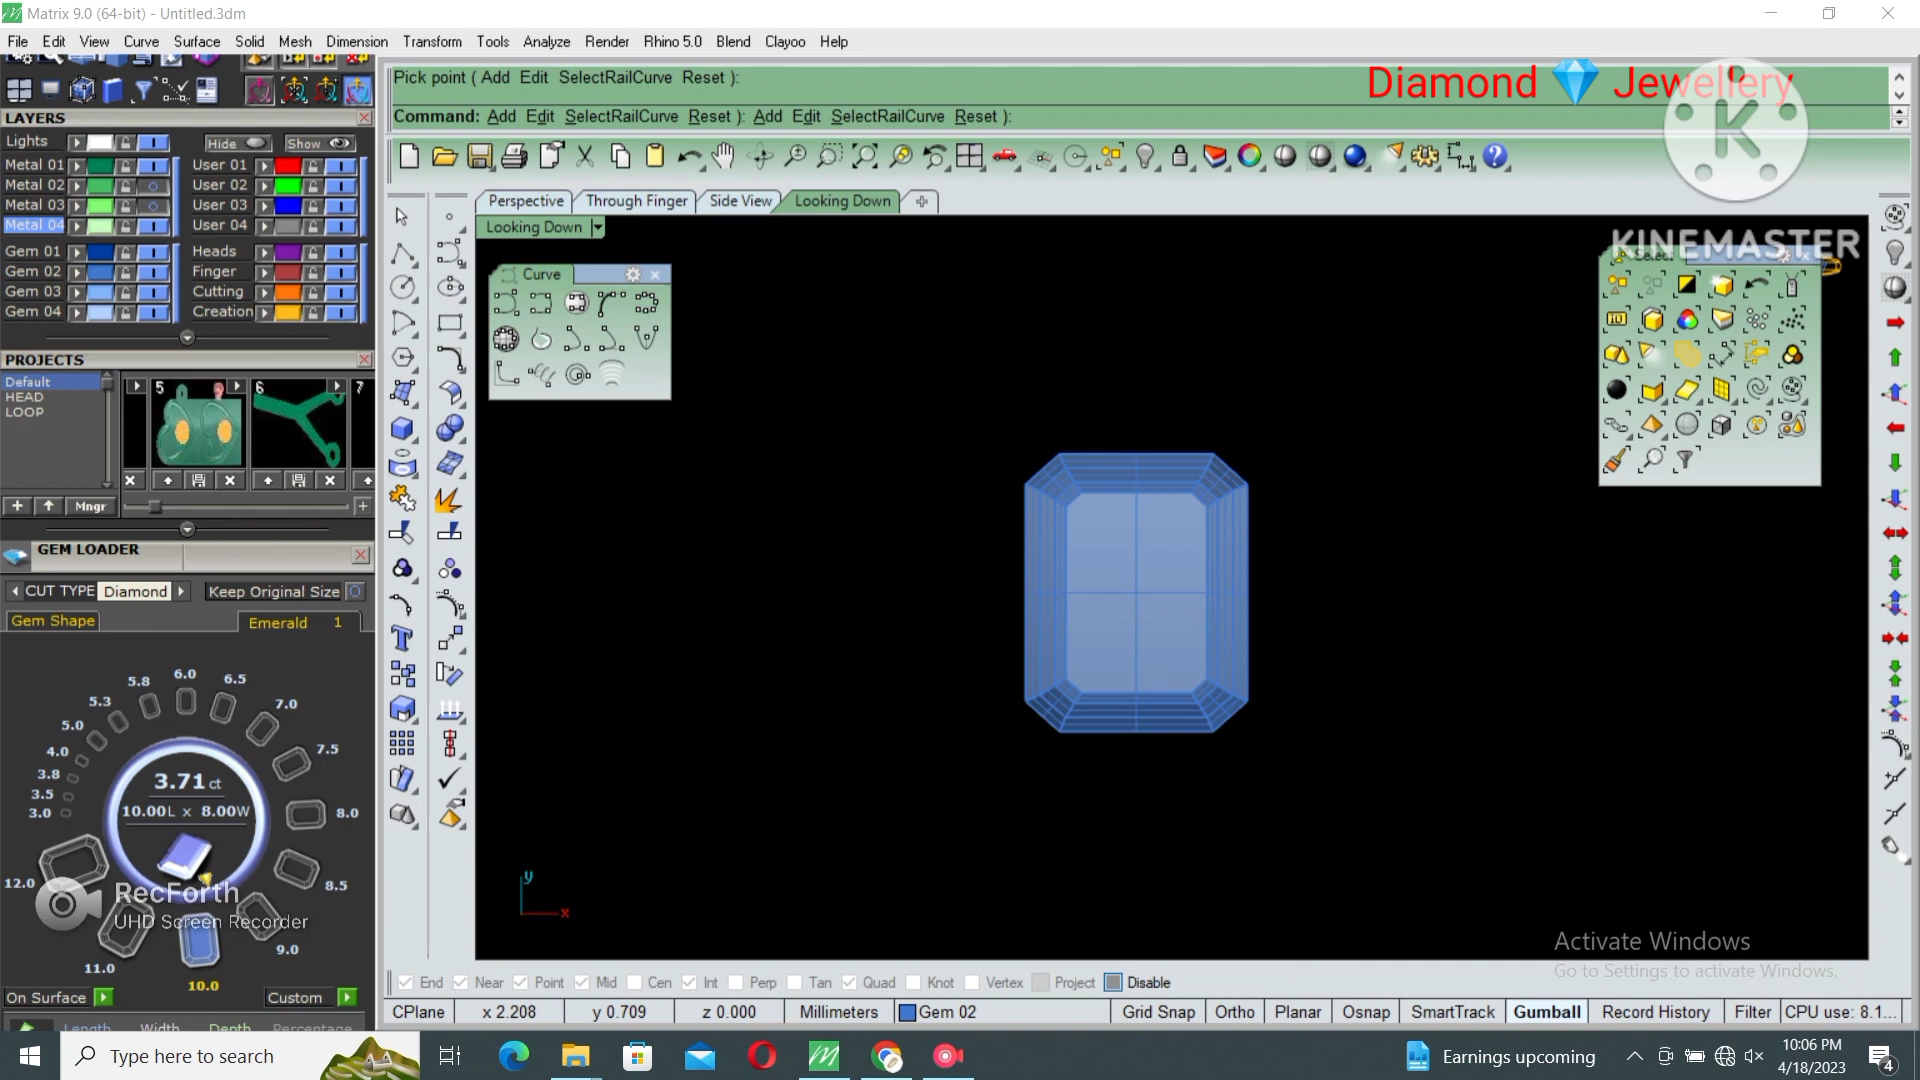 Matrix 9.0 (64-bit) - Untitled.3dm
File Edit View Curve Surface Solid Mesh Dimension Transform Tools Analyze Render Rhino 5.0 Blend Clayoo Help
Pick point ( Add Edit SelectRailCurve Reset ):
Command: Add Edit SelectRailCurve Reset ): Add Edit SelectRailCurve Reset ):
Diamond 💎 Jewellery
K
KINEMASTER
LAYERS
Lights Hide Show
Metal 01 User 01
Metal 02 User 02
Metal 03 User 03
Metal 04 User 04
Gem 01 Heads
Gem 02 Finger
Gem 03 Cutting
Gem 04 Creation
PROJECTS
Default
HEAD
LOOP
5 6 7
Mngr
GEM LOADER
CUT TYPE Diamond Keep Original Size
Gem Shape Emerald 1
6.0
5.8 6.5
5.3 7.0
5.0 7.5
4.0
3.8
3.5
3.0 8.0
3.71 ct
10.00L x 8.00W
12.0 8.5
RecForth
UHD Screen Recorder
9.0
11.0
10.0
On Surface Custom
Length Width Depth Percentage
Perspective Through Finger Side View Looking Down
Looking Down
Curve
Select
ID
y
x
Activate Windows
Go to Settings to activate Windows.
End Near Point Mid Cen Int Perp Tan Quad Knot Vertex Project Disable
CPlane x 2.208 y 0.709 z 0.000 Millimeters Gem 02 Grid Snap Ortho Planar Osnap SmartTrack Gumball Record History Filter CPU use: 8.1...
Type here to search
Earnings upcoming
10:06 PM
4/18/2023
4